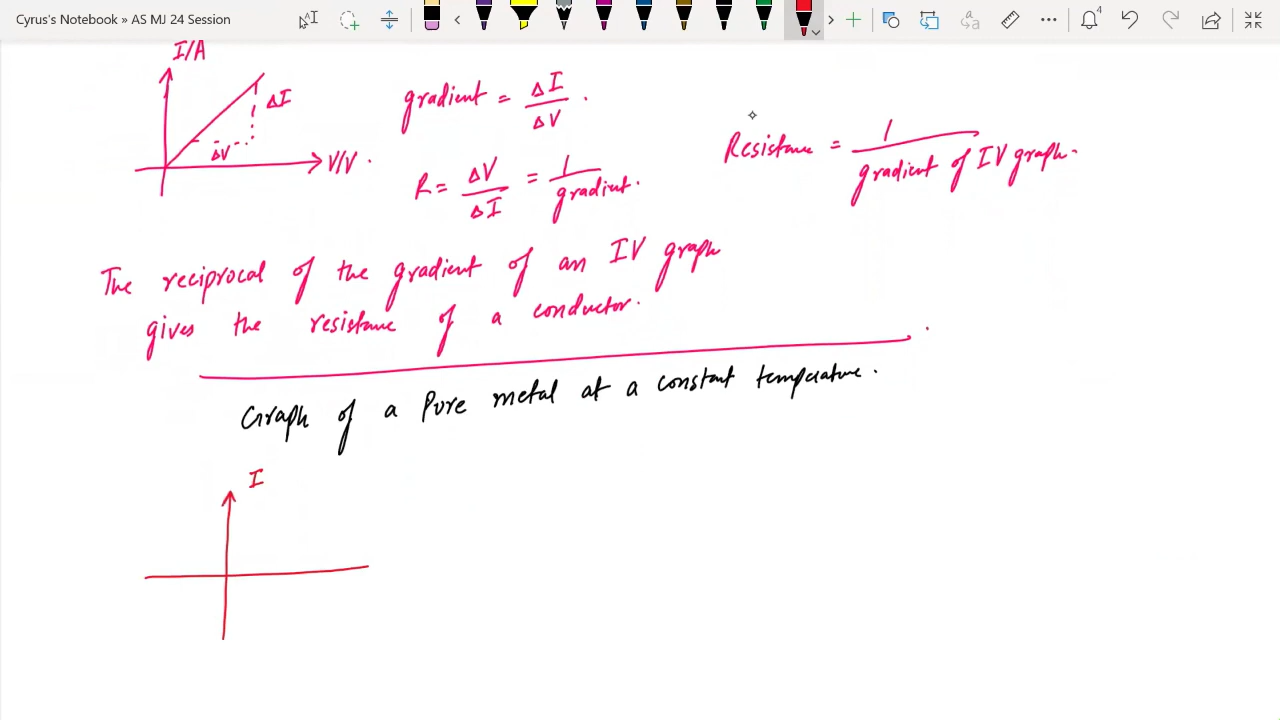 Cyrus's Notebook » AS MJ 24 Session
4
I/A
ΔI
ΔV
V/V.
gradient = ΔI / ΔV .
R = ΔV / ΔI = 1 / gradient.
Resistance = 1 / gradient of IV graph.
The reciprocal of the gradient of an IV graph
gives the resistance of a conductor.
Graph of a Pure metal at a constant temperature.
I